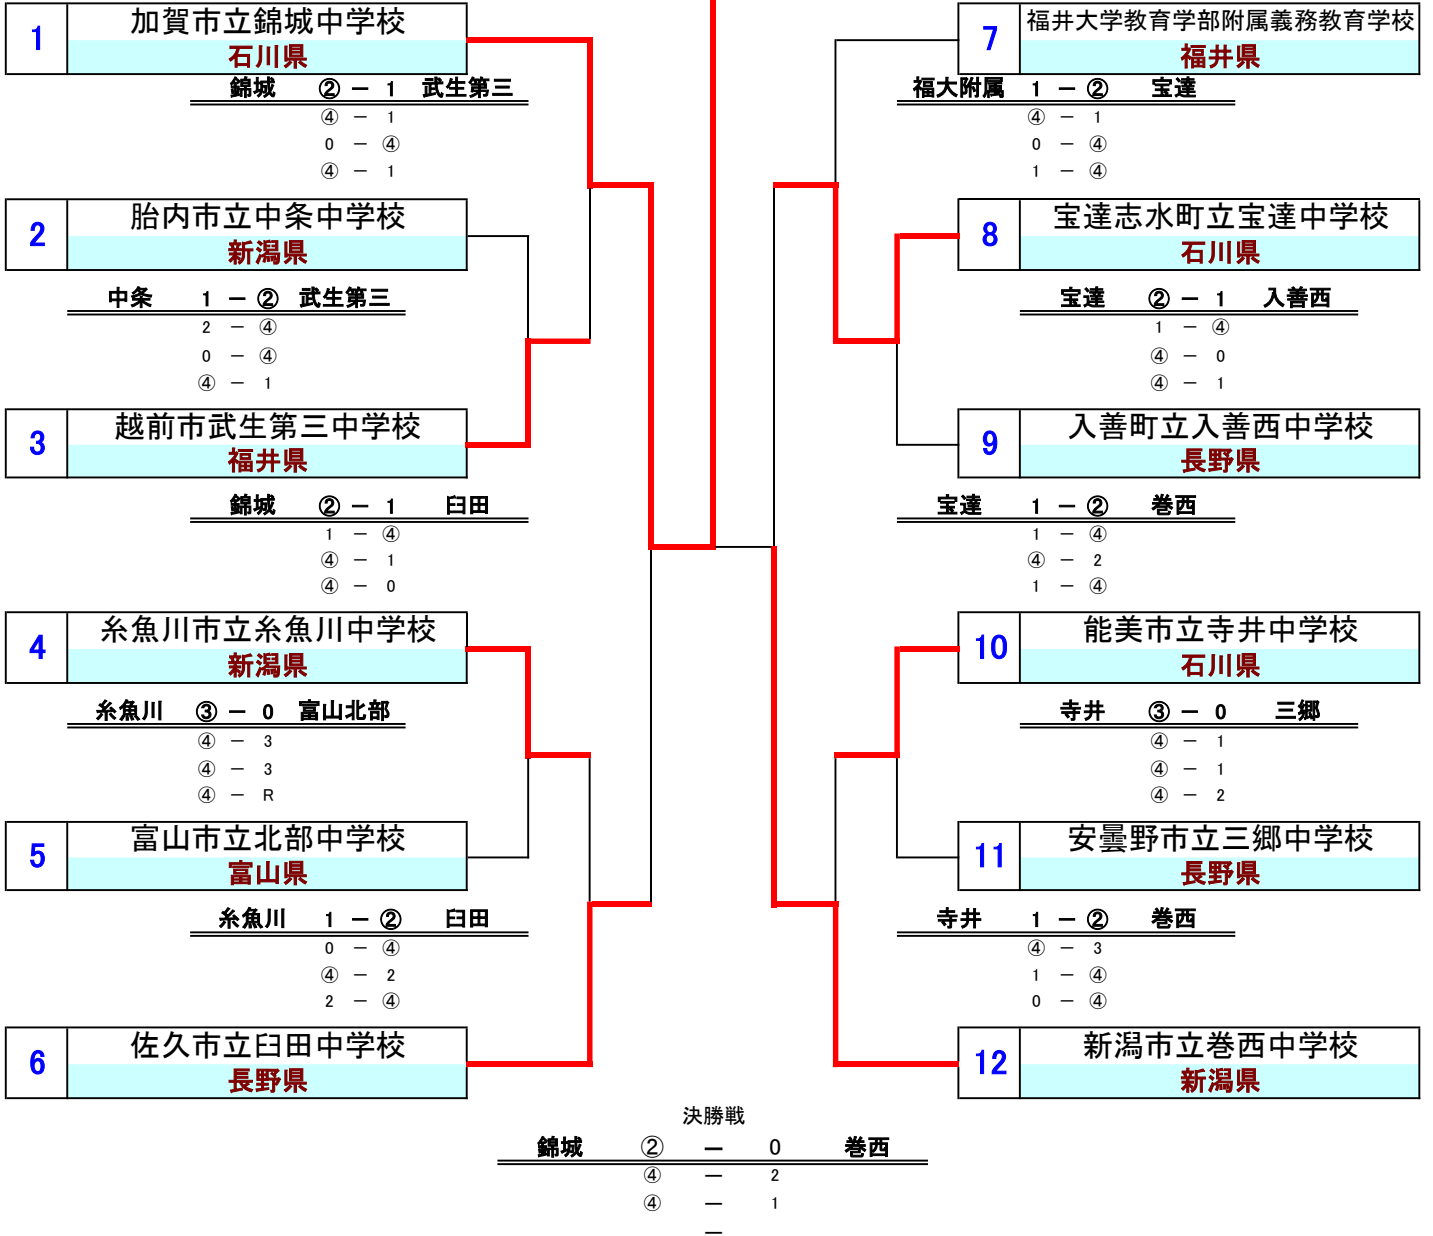 1 加賀市立錦城中学校
石川県
錦城 ② － 1 武生第三
④ － 1
0 － ④
④ － 1
2 胎内市立中条中学校
新潟県
中条 1 － ② 武生第三
2 － ④
0 － ④
④ － 1
3 越前市武生第三中学校
福井県
錦城 ② － 1 臼田
1 － ④
④ － 1
④ － 0
4 糸魚川市立糸魚川中学校
新潟県
糸魚川 ③ － 0 富山北部
④ － 3
④ － 3
④ － R
5 富山市立北部中学校
富山県
糸魚川 1 － ② 臼田
0 － ④
④ － 2
2 － ④
6 佐久市立臼田中学校
長野県
7 福井大学教育学部附属義務教育学校
福井県
福大附属 1 － ② 宝達
④ － 1
0 － ④
1 － ④
8 宝達志水町立宝達中学校
石川県
宝達 ② － 1 入善西
1 － ④
④ － 0
④ － 1
9 入善町立入善西中学校
長野県
宝達 1 － ② 巻西
1 － ④
④ － 2
1 － ④
10 能美市立寺井中学校
石川県
寺井 ③ － 0 三郷
④ － 1
④ － 1
④ － 2
11 安曇野市立三郷中学校
長野県
寺井 1 － ② 巻西
④ － 3
1 － ④
0 － ④
12 新潟市立巻西中学校
新潟県
決勝戦
錦城 ② － 0 巻西
④ － 2
④ － 1
－